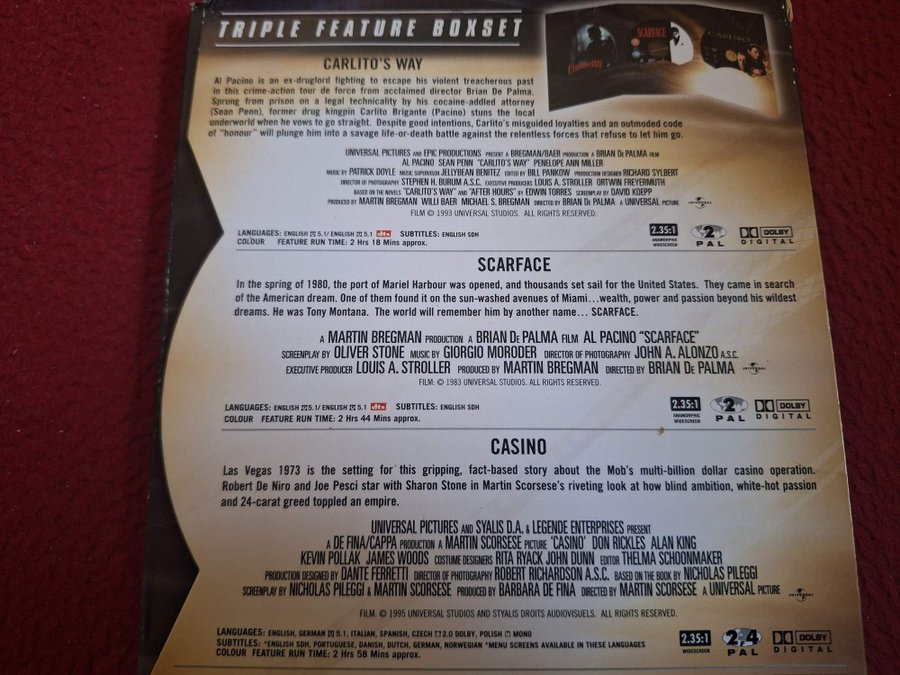 TRIPLE FEATURE BOXSET
SCARFACE
CASINO
CARLITO'S WAY
Al Pacino is an ex-druglord fighting to escape his violent treacherous past
in this crime-action tour de force from acclaimed director Brian De Palma.
Sprung from prison on a legal technicality by his cocaine-addled attorney
(Sean Penn), former drug kingpin Carlito Brigante (Pacino) stuns the local
underworld when he vows to go straight. Despite good intentions, Carlito's misguided loyalties and an outmoded code
of "honour" will plunge him into a savage life-or-death battle against the relentless forces that refuse to let him go.
UNIVERSAL PICTURES AND EPIC PRODUCTIONS PRESENT A BREGMAN/BAER PRODUCTION A BRIAN DE PALMA FILM
AL PACINO SEAN PENN "CARLITO'S WAY" PENELOPE ANN MILLER
MUSIC BY PATRICK DOYLE MUSIC SUPERVISOR JELLYBEAN BENITEZ EDITED BY BILL PANKOW PRODUCTION DESIGNER RICHARD SYLBERT
DIRECTOR OF PHOTOGRAPHY STEPHEN H. BURUM A.S.C. EXECUTIVE PRODUCERS LOUIS A. STROLLER ORTWIN FREYERMUTH
BASED ON THE NOVELS "CARLITO'S WAY" AND "AFTER HOURS" BY EDWIN TORRES SCREENPLAY BY DAVID KOEPP
PRODUCED BY MARTIN BREGMAN WILLI BAER MICHAEL S. BREGMAN DIRECTED BY BRIAN DE PALMA A UNIVERSAL PICTURE UNIVERSAL
FILM © 1993 UNIVERSAL STUDIOS. ALL RIGHTS RESERVED.
LANGUAGES: ENGLISH 5.1/ ENGLISH 5.1 dts SUBTITLES: ENGLISH SDH
COLOUR FEATURE RUN TIME: 2 Hrs 18 Mins approx.
2.35:1 ANAMORPHIC WIDESCREEN 2 PAL DOLBY DIGITAL
SCARFACE
In the spring of 1980, the port of Mariel Harbour was opened, and thousands set sail for the United States. They came in search
of the American dream. One of them found it on the sun-washed avenues of Miami...wealth, power and passion beyond his wildest
dreams. He was Tony Montana. The world will remember him by another name... SCARFACE.
A MARTIN BREGMAN PRODUCTION A BRIAN DE PALMA FILM AL PACINO "SCARFACE"
SCREENPLAY BY OLIVER STONE MUSIC BY GIORGIO MORODER DIRECTOR OF PHOTOGRAPHY JOHN A. ALONZO A.S.C.
EXECUTIVE PRODUCER LOUIS A. STROLLER PRODUCED BY MARTIN BREGMAN DIRECTED BY BRIAN DE PALMA UNIVERSAL
FILM: © 1983 UNIVERSAL STUDIOS. ALL RIGHTS RESERVED.
LANGUAGES: ENGLISH 5.1/ ENGLISH 5.1 dts SUBTITLES: ENGLISH SDH
COLOUR FEATURE RUN TIME: 2 Hrs 44 Mins approx.
2.35:1 ANAMORPHIC WIDESCREEN 2 PAL DOLBY DIGITAL
CASINO
Las Vegas 1973 is the setting for this gripping, fact-based story about the Mob's multi-billion dollar casino operation.
Robert De Niro and Joe Pesci star with Sharon Stone in Martin Scorsese's riveting look at how blind ambition, white-hot passion
and 24-carat greed toppled an empire.
UNIVERSAL PICTURES AND SYALIS D.A. & LEGENDE ENTERPRISES PRESENT
A DE FINA/CAPPA PRODUCTION A MARTIN SCORSESE PICTURE 'CASINO' DON RICKLES ALAN KING
KEVIN POLLAK JAMES WOODS COSTUME DESIGNERS RITA RYACK JOHN DUNN EDITOR THELMA SCHOONMAKER
PRODUCTION DESIGNED BY DANTE FERRETTI DIRECTOR OF PHOTOGRAPHY ROBERT RICHARDSON A.S.C. BASED ON THE BOOK BY NICHOLAS PILEGGI
SCREENPLAY BY NICHOLAS PILEGGI & MARTIN SCORSESE PRODUCED BY BARBARA DE FINA DIRECTED BY MARTIN SCORSESE A UNIVERSAL PICTURE UNIVERSAL
FILM: © 1995 UNIVERSAL STUDIOS AND STYALIS DROITS AUDIOVISUELS. ALL RIGHTS RESERVED.
LANGUAGES: ENGLISH, GERMAN 5.1, ITALIAN, SPANISH, CZECH 2.0 DOLBY, POLISH MONO
SUBTITLES: *ENGLISH SDH, PORTUGUESE, DANISH, DUTCH, GERMAN, NORWEGIAN *MENU SCREENS AVAILABLE IN THESE LANGUAGES
COLOUR FEATURE RUN TIME: 2 Hrs 58 Mins approx.
2.35:1 WIDESCREEN 2,4 PAL DOLBY DIGITAL